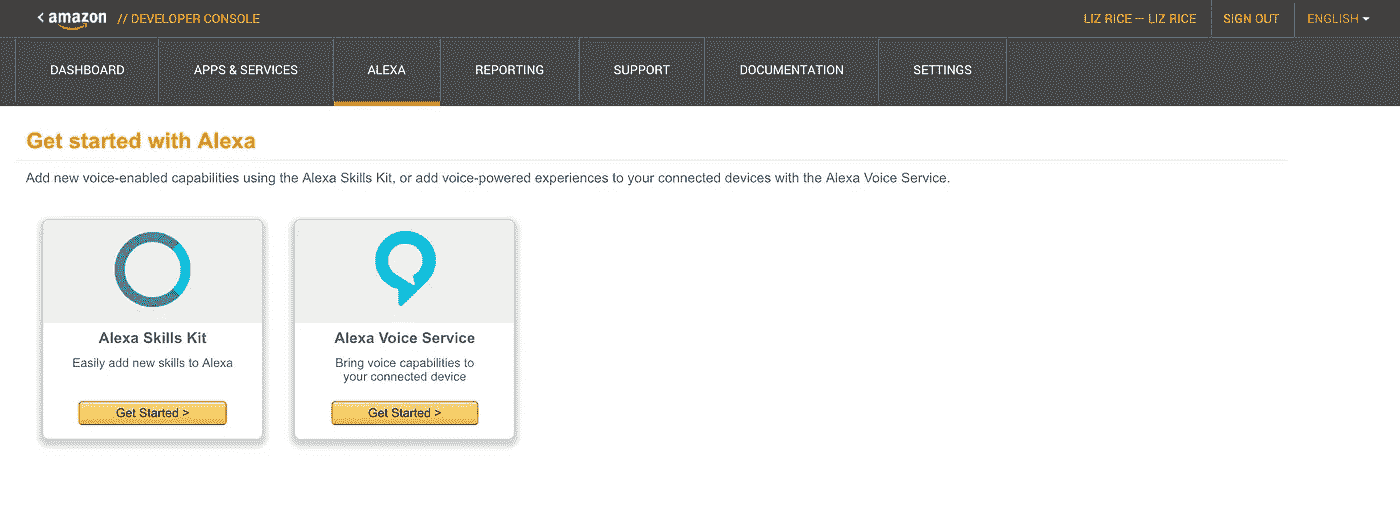 < amazon // DEVELOPER CONSOLE LIZ RICE — LIZ RICE SIGN OUT ENGLISH
DASHBOARD APPS & SERVICES ALEXA REPORTING SUPPORT DOCUMENTATION SETTINGS
Get started with Alexa
Add new voice-enabled capabilities using the Alexa Skills Kit, or add voice-powered experiences to your connected devices with the Alexa Voice Service.
Alexa Skills Kit
Easily add new skills to Alexa
Get Started >
Alexa Voice Service
Bring voice capabilities to
your connected device
Get Started >